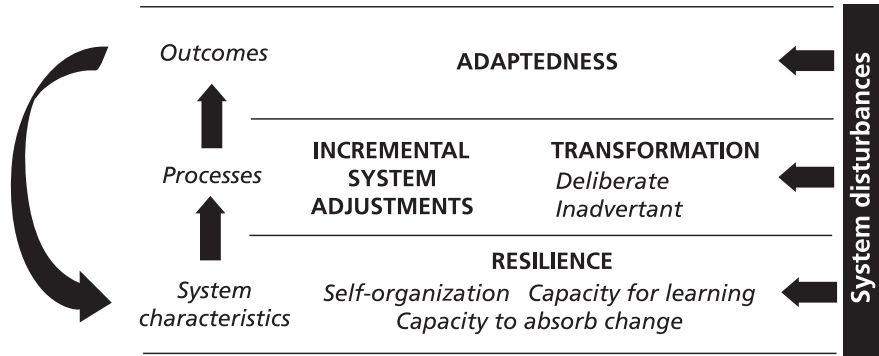 Outcomes
ADAPTEDNESS
Processes
INCREMENTAL
SYSTEM
ADJUSTMENTS
TRANSFORMATION
Deliberate
Inadvertant
System
characteristics
RESILIENCE
Self-organization Capacity for learning
Capacity to absorb change
System disturbances